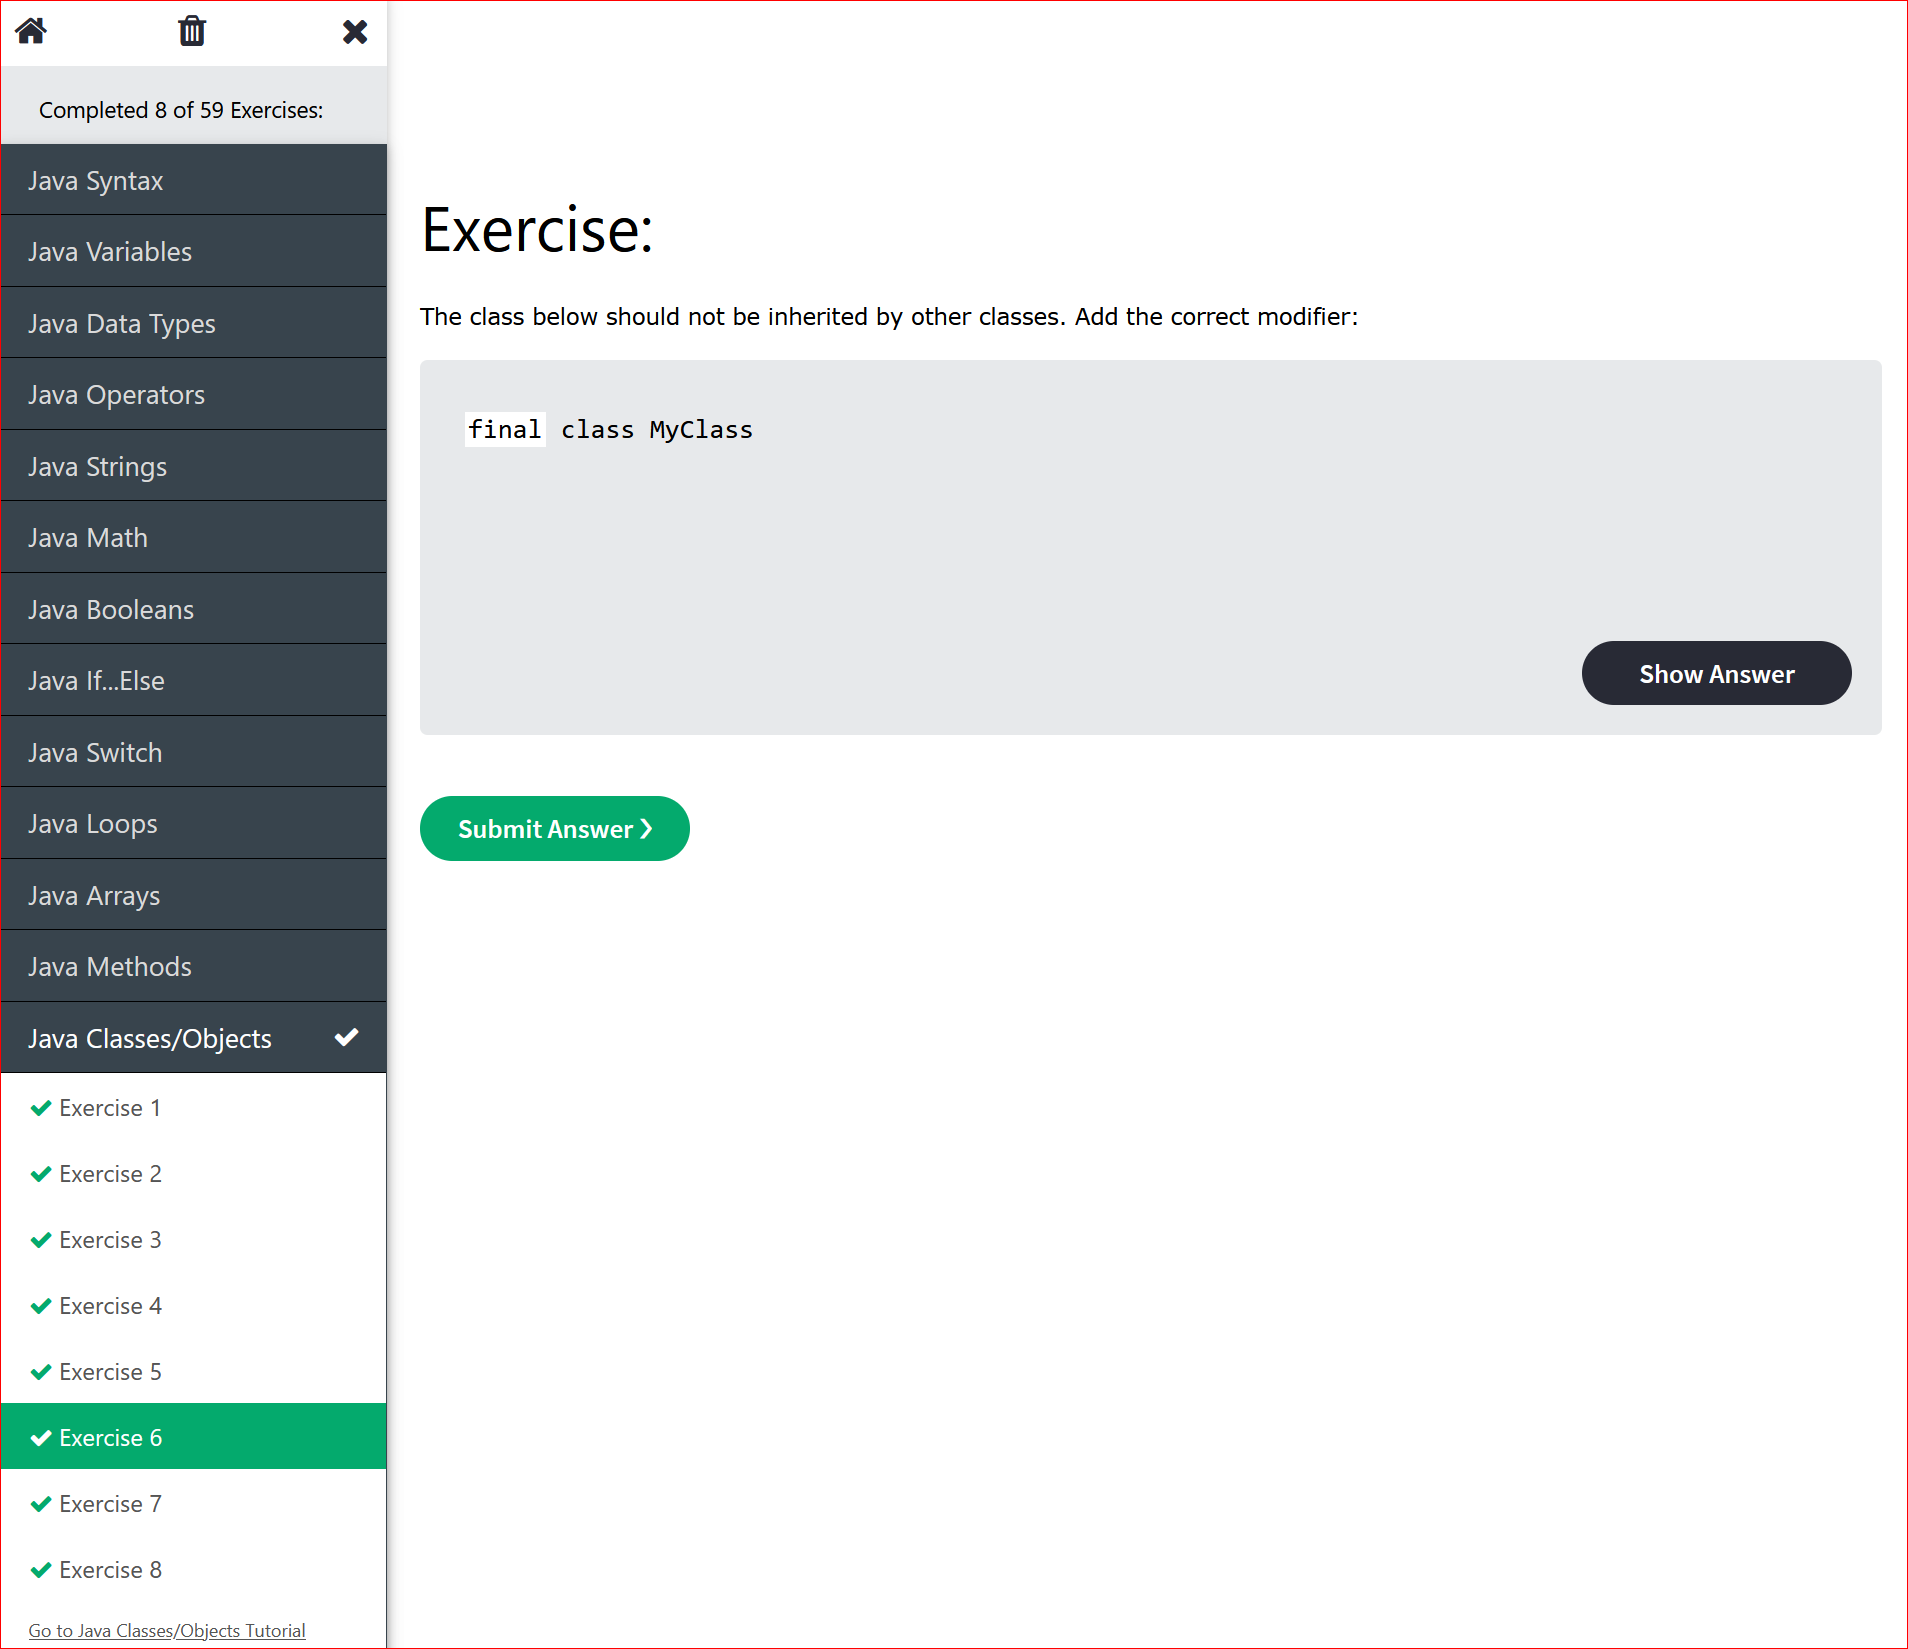 Completed 8 of 59 Exercises:
Java Syntax
Java Variables
Java Data Types
Java Operators
Java Strings
Java Math
Java Booleans
Java If...Else
Java Switch
Java Loops
Java Arrays
Java Methods
Java Classes/Objects
Exercise 1
Exercise 2
Exercise 3
Exercise 4
Exercise 5
Exercise 6
Exercise 7
Exercise 8
Go to Java Classes/Objects Tutorial
Exercise:
The class below should not be inherited by other classes. Add the correct modifier:
final class MyClass
Show Answer
Submit Answer ❯